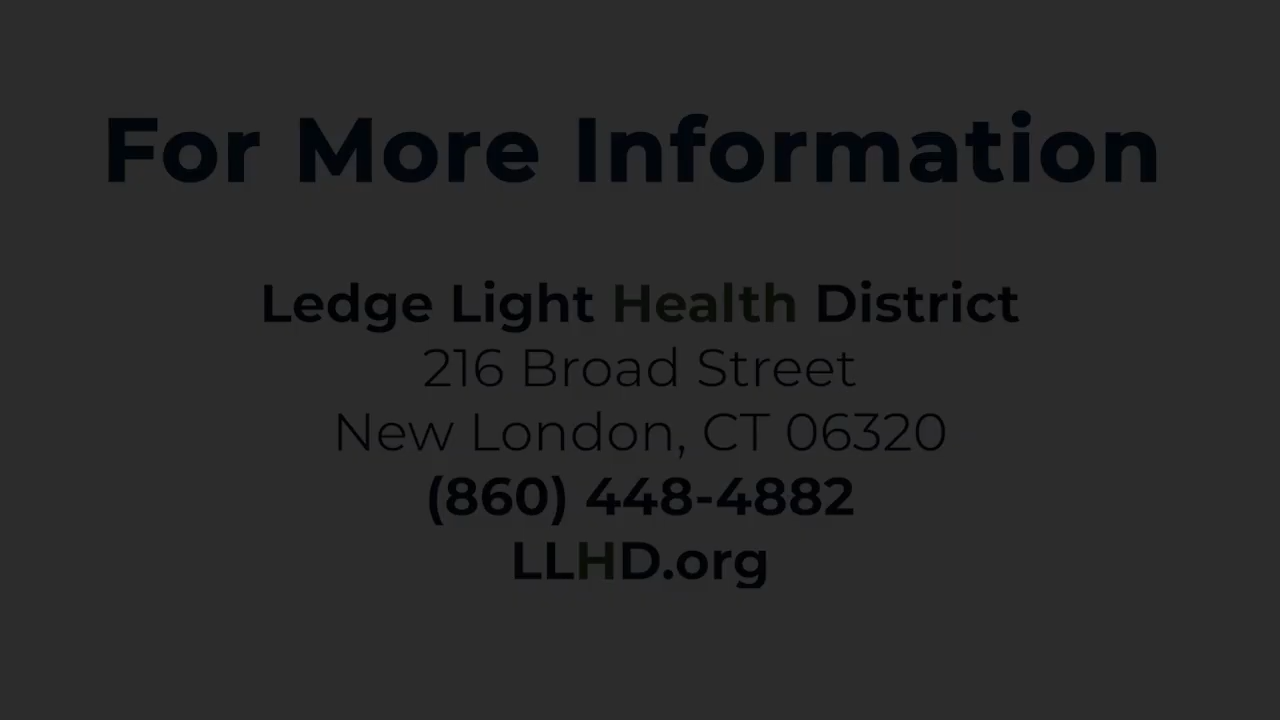 For More Information
Ledge Light Health District
216 Broad Street
New London, CT 06320
(860) 448-4882
LLHD.org